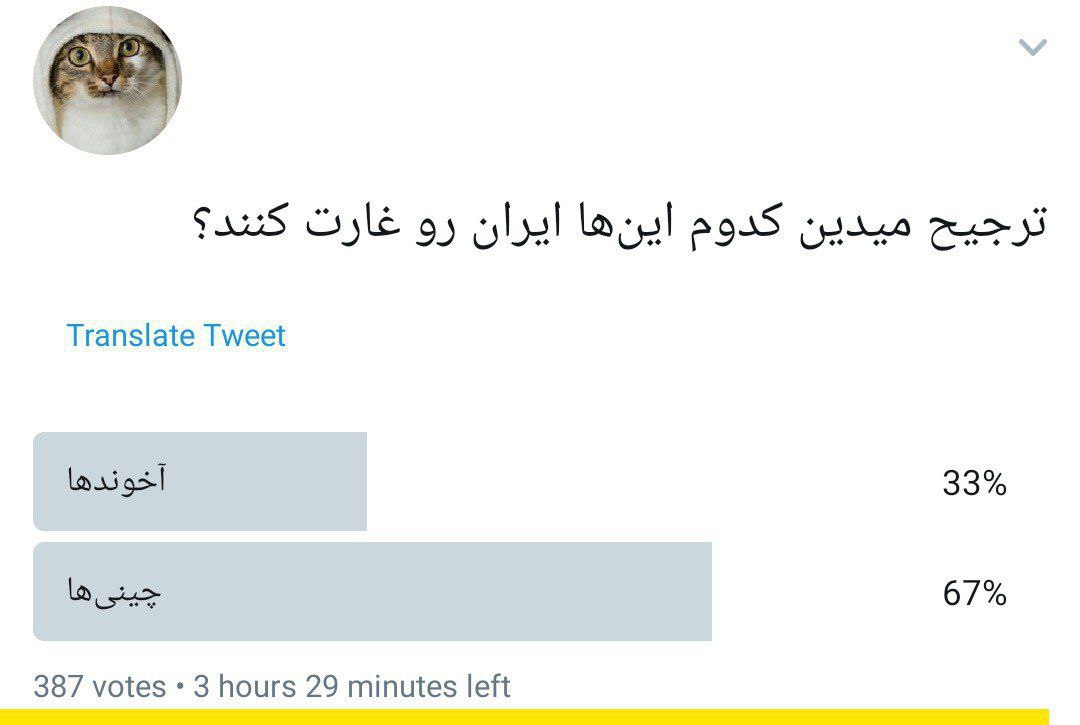 ترجیح میدین کدوم این‌ها ایران رو غارت کنند؟
Translate Tweet
آخوندها 33%
چینی‌ها 67%
387 votes • 3 hours 29 minutes left